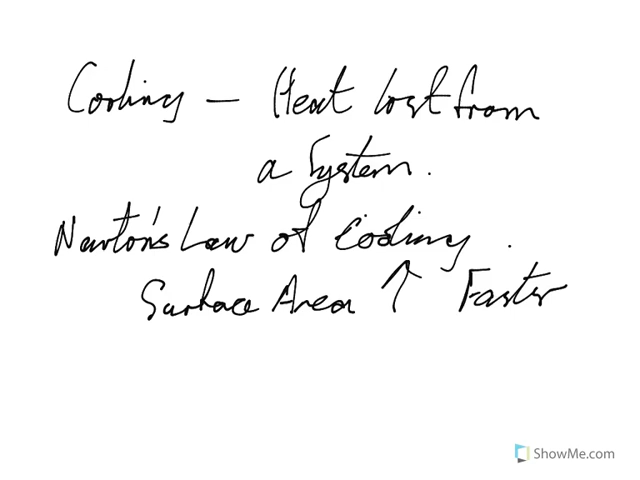 Cooling – Heat lost from
a System.
Newton's Law of Cooling.
Surface Area ↑ Faster
ShowMe.com